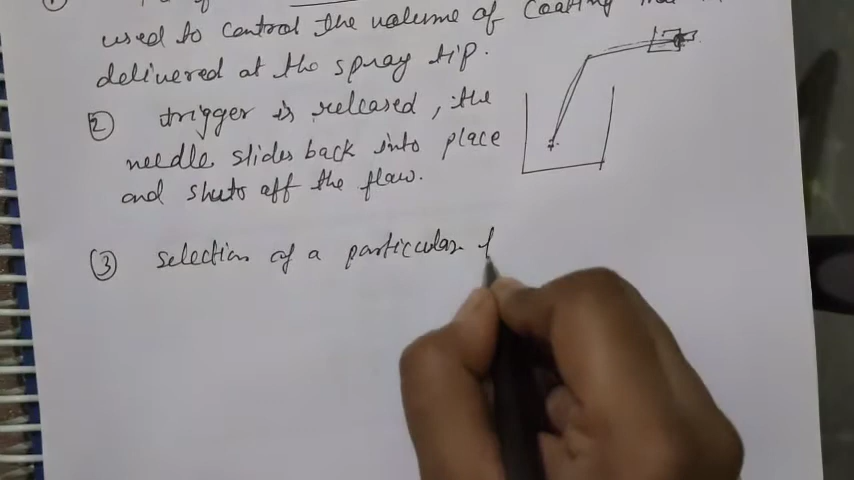 used to control the volume of coating
delivered at the spray tip.
② trigger is released, the
needle slides back into place
and shuts off the flow.
③ selection of a particular f